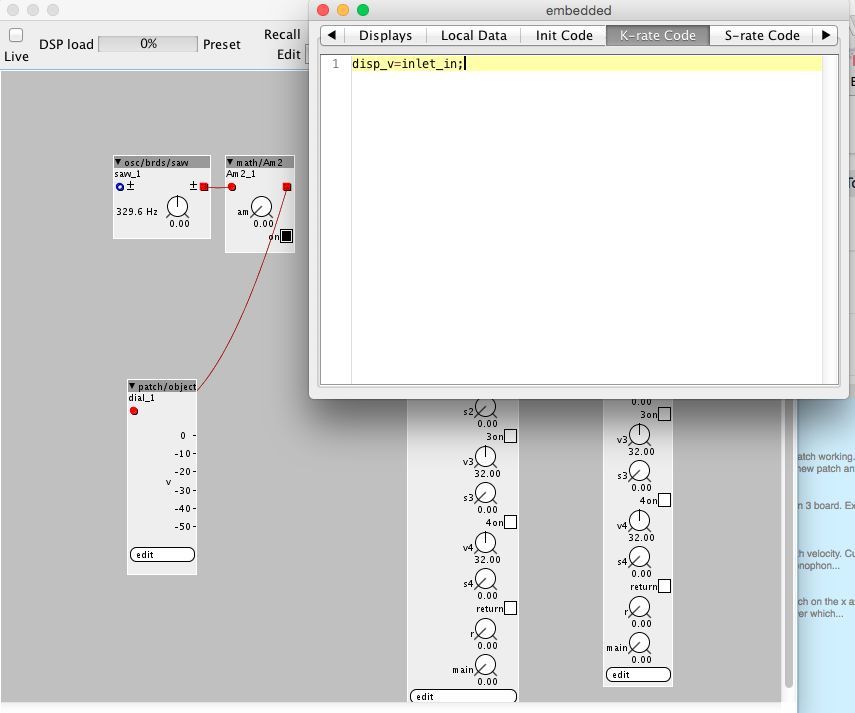 embedded
Recall
Live
DSP load
0%
Preset
Edit
Displays
Local Data
Init Code
K-rate Code
S-rate Code
1
disp_v=inlet_in;
osc/brds/saw
saw_1
±
±
329.6 Hz
0.00
math/Am2
Am2_1
am
0.00
on
patch/object
dial_1
0
-10
-20
v
-30
-40
-50
edit
s2
0.00
3on
v3
32.00
s3
0.00
4on
v4
32.00
s4
0.00
return
r
0.00
main
0.00
edit
0.00
3on
v3
32.00
s3
0.00
4on
v4
32.00
s4
0.00
return
r
0.00
main
0.00
edit
atch working.
new patch an
n 3 board. Ex
th velocity. Cu
nophon...
ch on the x a
er which...